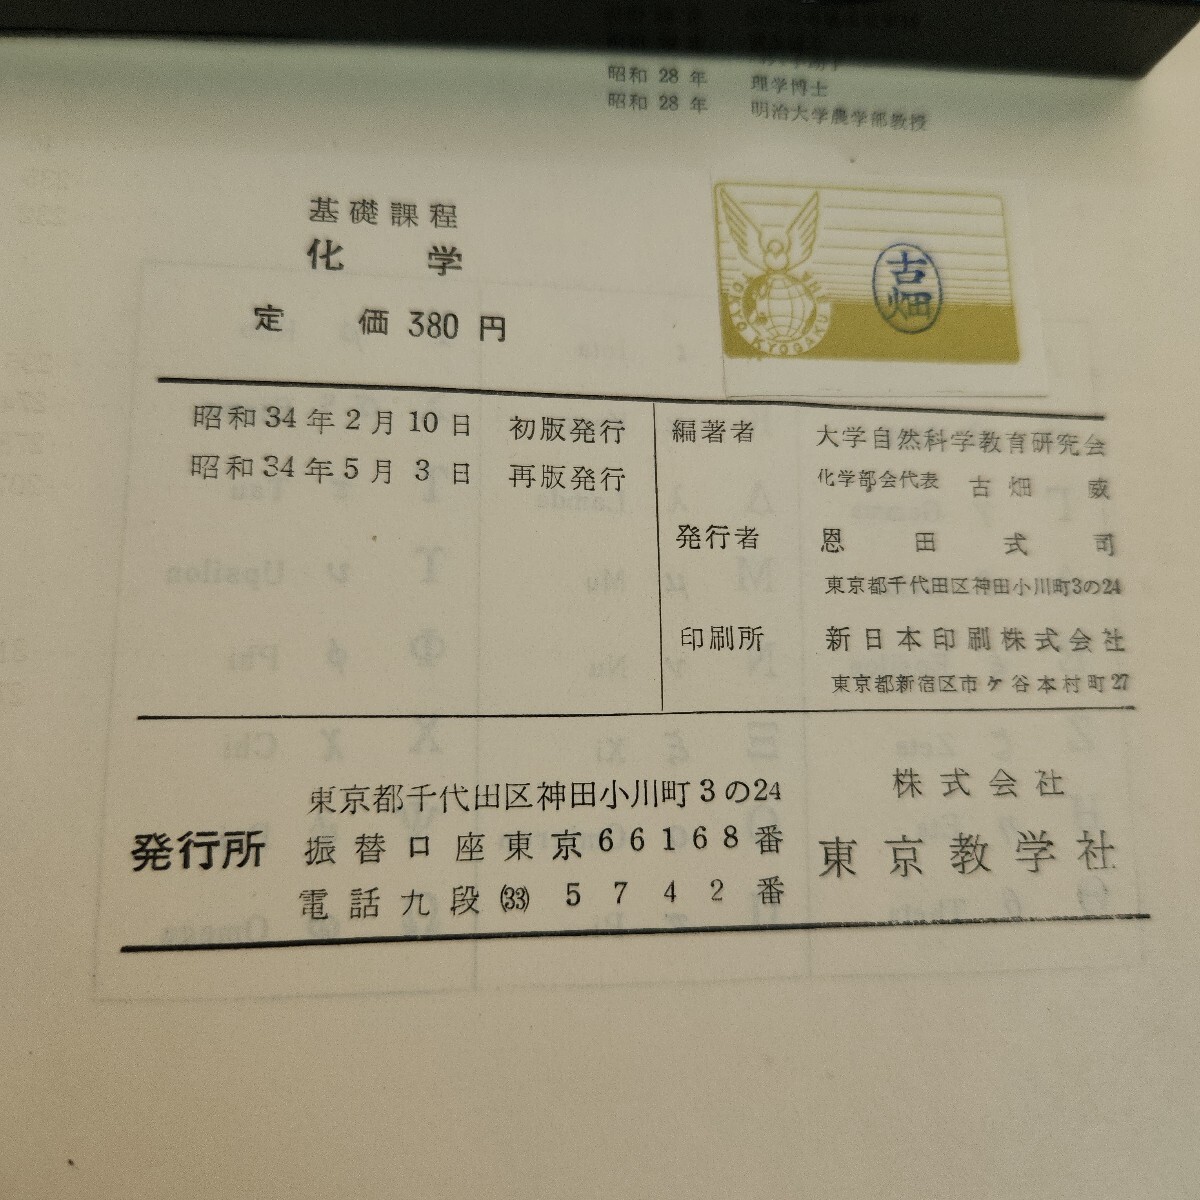 昭和 28 年 理学博士
昭和 28 年 明治大学農学部教授
基礎課程
化 学
定 価 380 円
TOKYO KYOGAKU SHA
古畑
昭和34年2月10日 初版発行
昭和34年5月3日 再版発行
編著者 大学自然科学教育研究会
化学部会代表 古畑 威
発行者 恩田式司
東京都千代田区神田小川町3の24
印刷所 新日本印刷株式会社
東京都新宿区市ケ谷本村町27
発行所
東京都千代田区神田小川町3の24
振替口座東京66168番
電話九段(33)5742番
株式会社
東京教学社